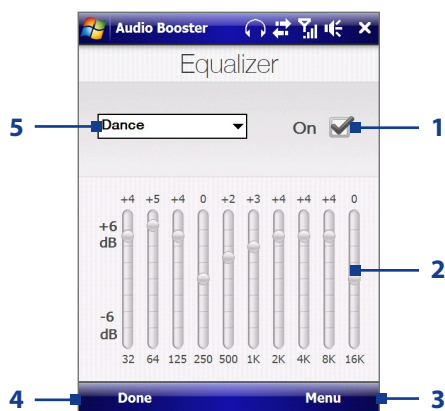 Audio Booster
Equalizer
5
Dance
On
1
+4 +5 +4 0 +2 +3 +4 +4 +4 0
+6
dB
2
-6
dB
32 64 125 250 500 1K 2K 4K 8K 16K
4
Done
Menu
3